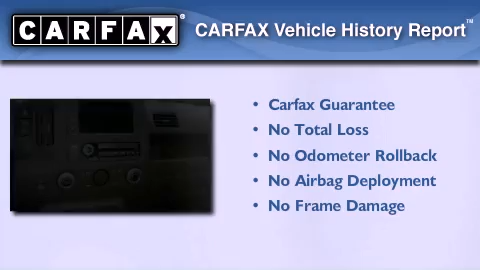 CARFAX® CARFAX Vehicle History Report™
• Carfax Guarantee
• No Total Loss
• No Odometer Rollback
• No Airbag Deployment
• No Frame Damage